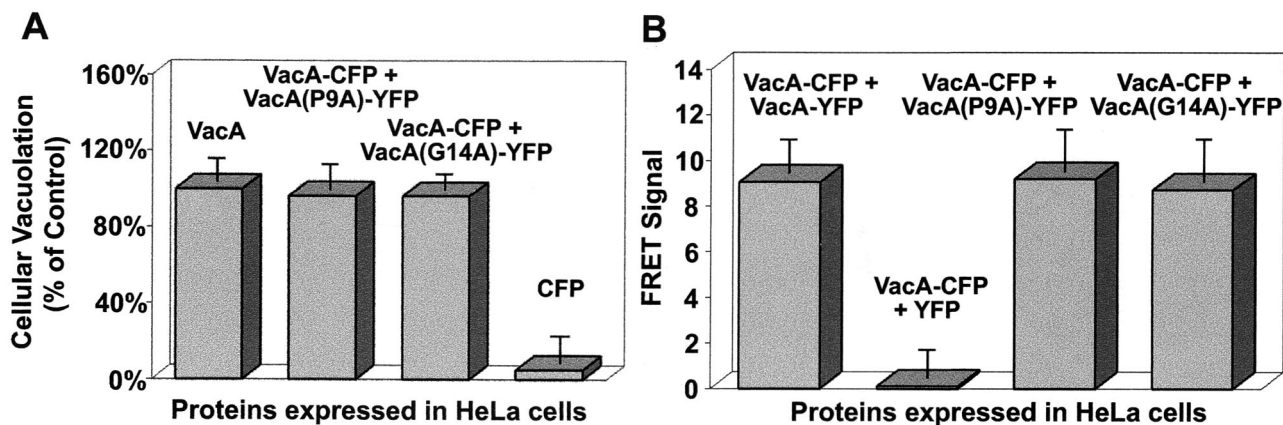 A
Cellular Vacuolation
(% of Control)
160%
120%
80%
40%
0%
VacA
VacA-CFP +
VacA(P9A)-YFP
VacA-CFP +
VacA(G14A)-YFP
CFP
Proteins expressed in HeLa cells
B
FRET Signal
14
12
10
8
6
4
2
0
VacA-CFP +
VacA-YFP
VacA-CFP
+ YFP
VacA-CFP +
VacA(P9A)-YFP
VacA-CFP +
VacA(G14A)-YFP
Proteins expressed in HeLa cells